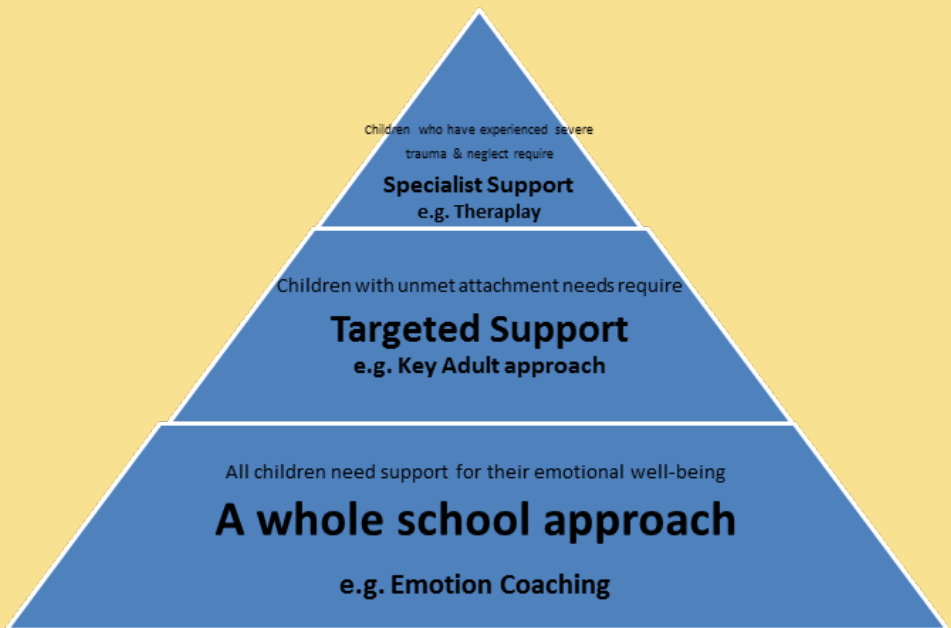 Children who have experienced severe
trauma & neglect require
Specialist Support
e.g. Theraplay
Children with unmet attachment needs require
Targeted Support
e.g. Key Adult approach
All children need support for their emotional well-being
A whole school approach
e.g. Emotion Coaching